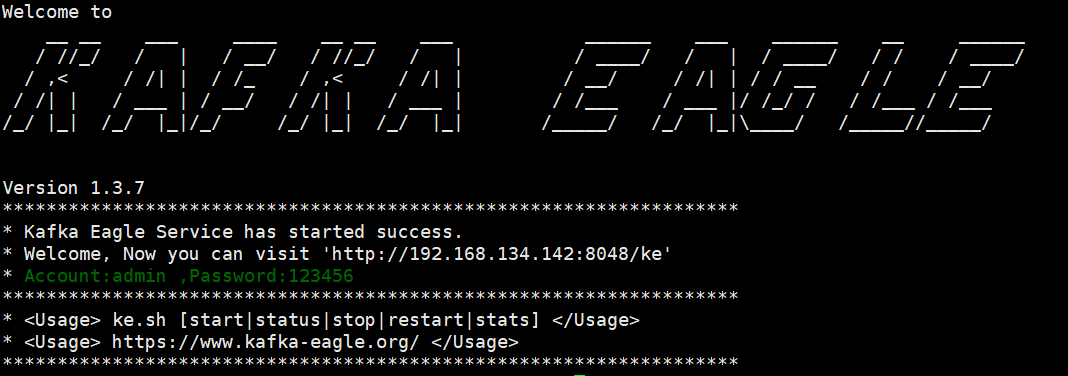 Welcome to
KAFKA EAGLE
Version 1.3.7
*******************************************************************
* Kafka Eagle Service has started success.
* Welcome, Now you can visit 'http://192.168.134.142:8048/ke'
* Account:admin ,Password:123456
*******************************************************************
* <Usage> ke.sh [start|status|stop|restart|stats] </Usage>
* <Usage> https://www.kafka-eagle.org/ </Usage>
*******************************************************************